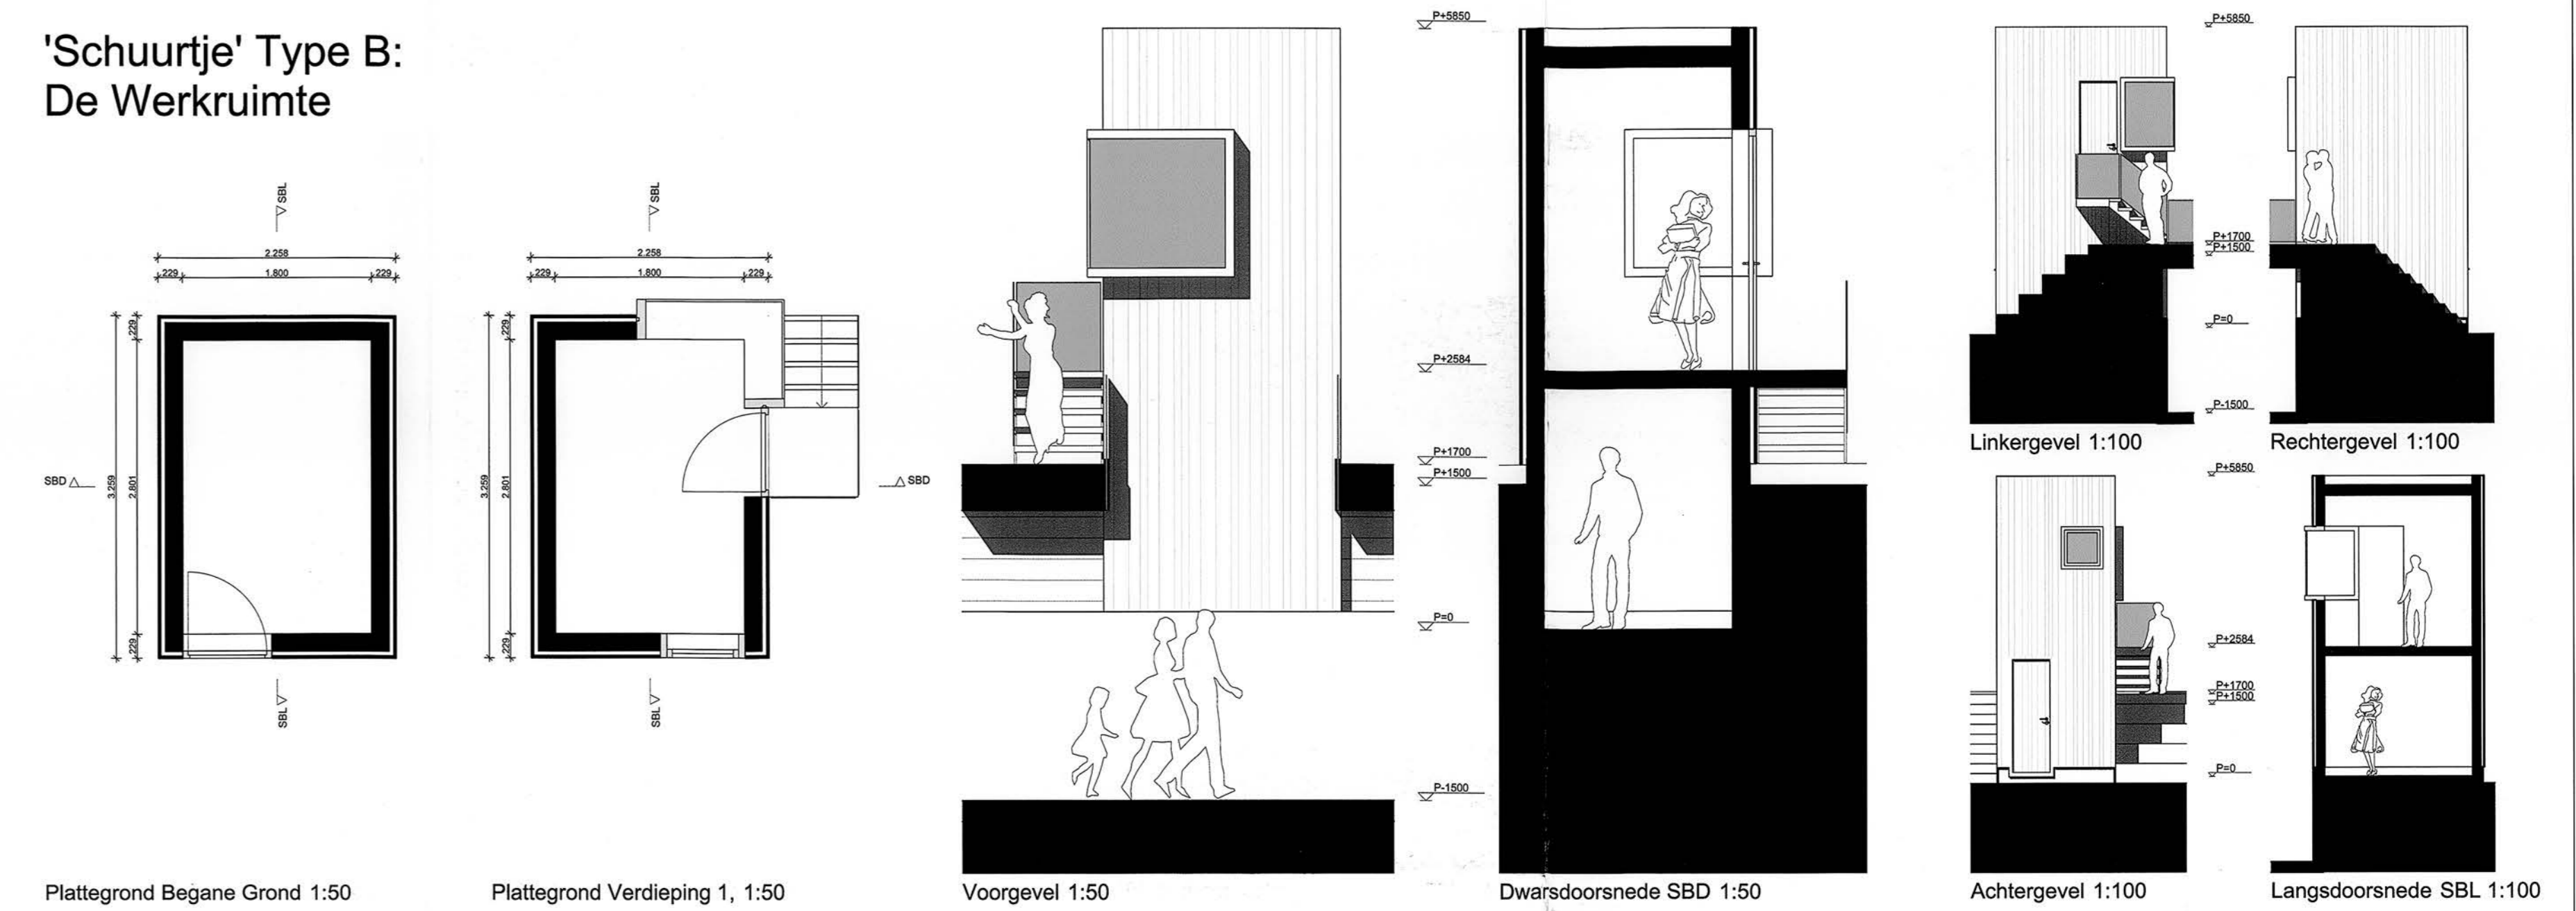 'Schuurtje' Type B:
De Werkruimte
SBL
2.258
229 1.800 229
229
3.259
2.801
229
SBD
SBL
Plattegrond Begane Grond 1:50
SBL
2.258
229 1.800 229
229
3.259
2.801
229
SBD
SBL
Plattegrond Verdieping 1, 1:50
Voorgevel 1:50
P+5850
P+2584
P+1700
P+1500
P=0
P-1500
Dwarsdoorsnede SBD 1:50
P+5850
P+1700
P+1500
P=0
P-1500
Linkergevel 1:100
Rechtergevel 1:100
P+5850
P+2584
P+1700
P+1500
P=0
Achtergevel 1:100
Langsdoorsnede SBL 1:100